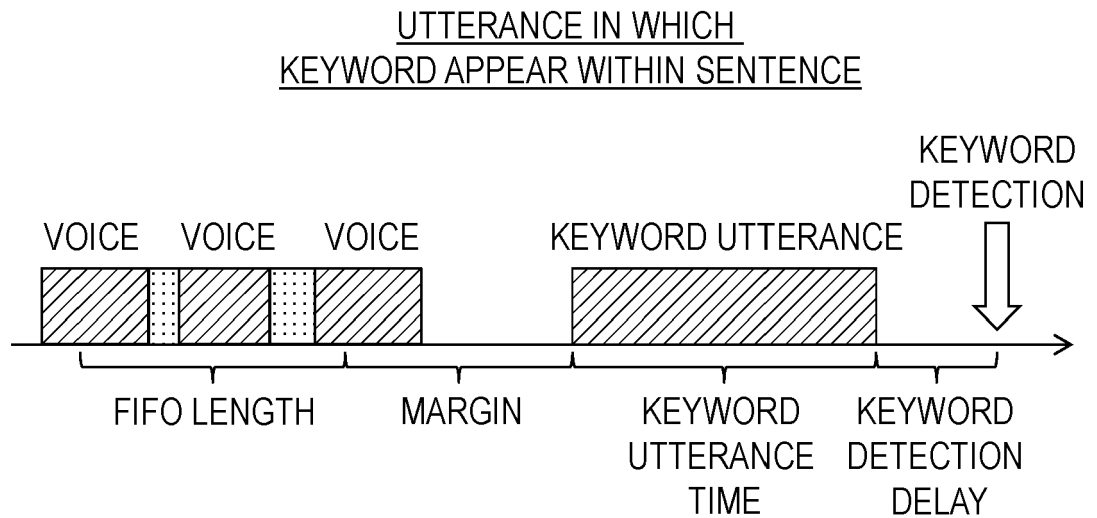 UTTERANCE IN WHICH
KEYWORD APPEAR WITHIN SENTENCE
KEYWORD
DETECTION
VOICE VOICE VOICE KEYWORD UTTERANCE
FIFO LENGTH
MARGIN
KEYWORD
UTTERANCE
TIME
KEYWORD
DETECTION
DELAY